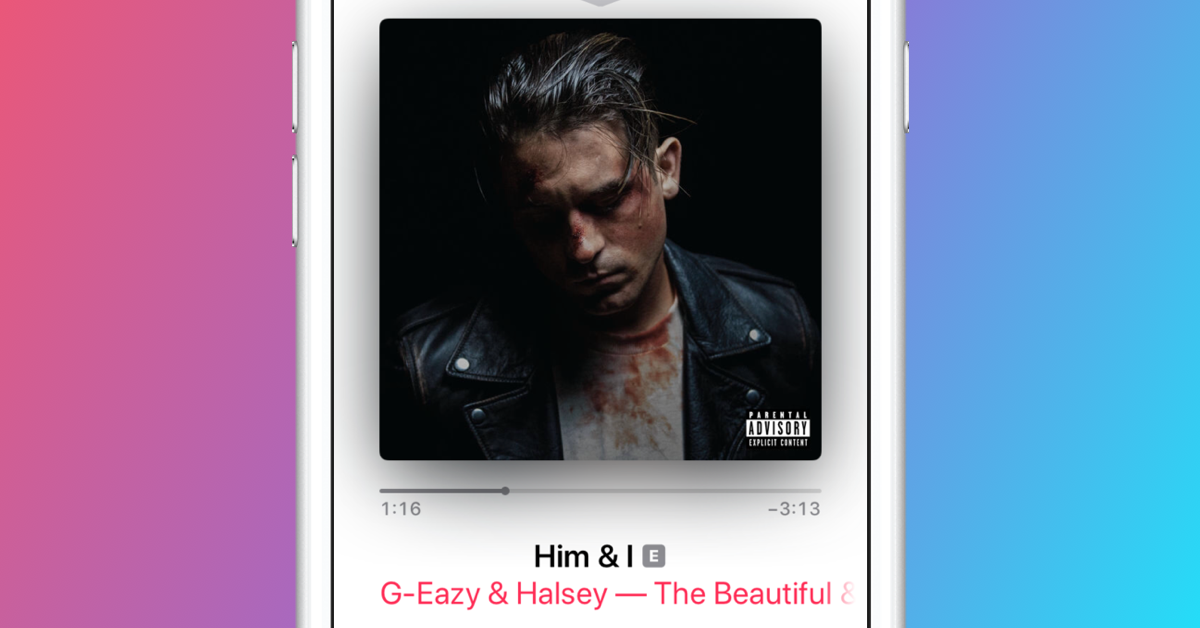 PARENTAL
ADVISORY
EXPLICIT CONTENT
1:16 −3:13
Him & I E
G-Eazy & Halsey — The Beautiful &